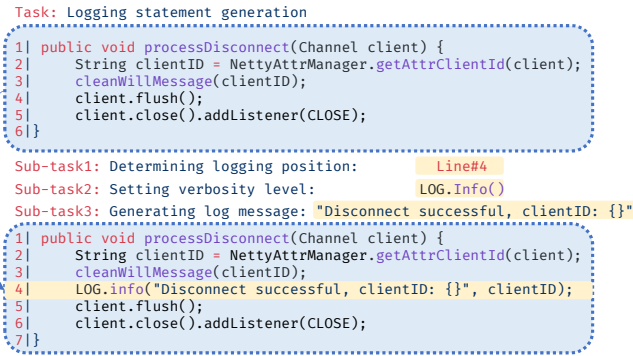 Task: Logging statement generation
1| public void processDisconnect(Channel client) {
2| String clientID = NettyAttrManager.getAttrClientId(client);
3| cleanWillMessage(clientID);
4| client.flush();
5| client.close().addListener(CLOSE);
6|}
Sub-task1: Determining logging position: Line#4
Sub-task2: Setting verbosity level: LOG.Info()
Sub-task3: Generating log message: "Disconnect successful, clientID: {}"
1| public void processDisconnect(Channel client) {
2| String clientID = NettyAttrManager.getAttrClientId(client);
3| cleanWillMessage(clientID);
4| LOG.info("Disconnect successful, clientID: {}", clientID);
5| client.flush();
6| client.close().addListener(CLOSE);
7|}